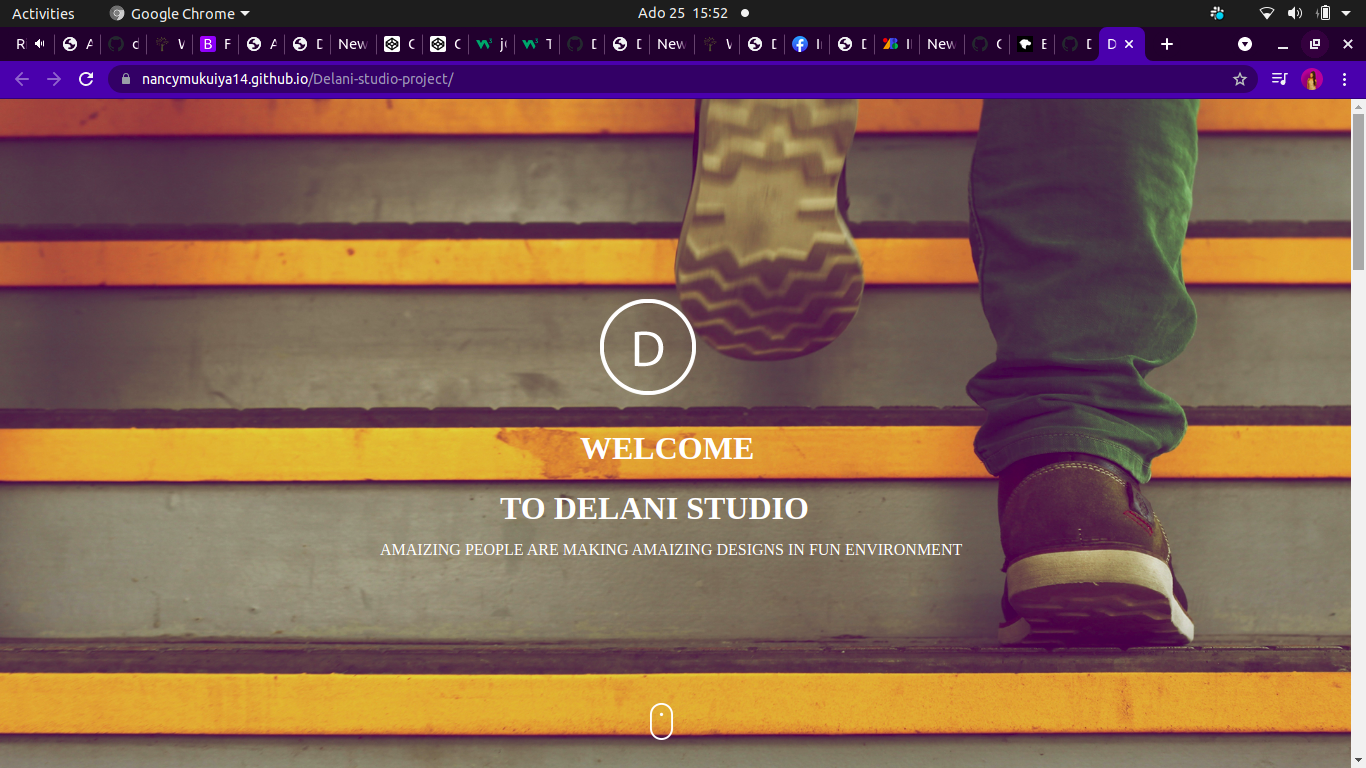 Activities
Google Chrome
Ado 25 15:52
New
New
New
D
nancymukuiya14.github.io/Delani-studio-project/
D
WELCOME
TO DELANI STUDIO
AMAIZING PEOPLE ARE MAKING AMAIZING DESIGNS IN FUN ENVIRONMENT